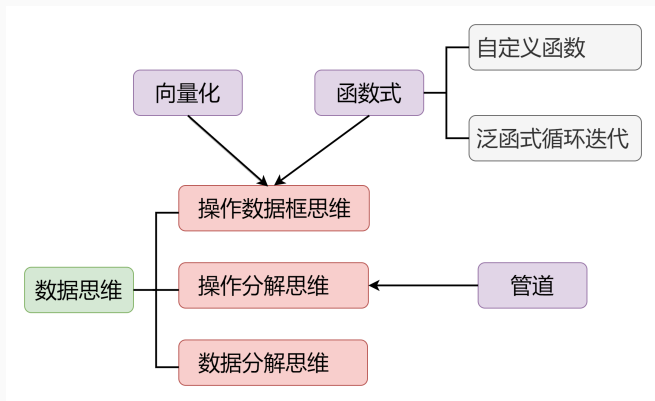 自定义函数
向量化
函数式
泛函式循环迭代
操作数据框思维
数据思维
操作分解思维
管道
数据分解思维